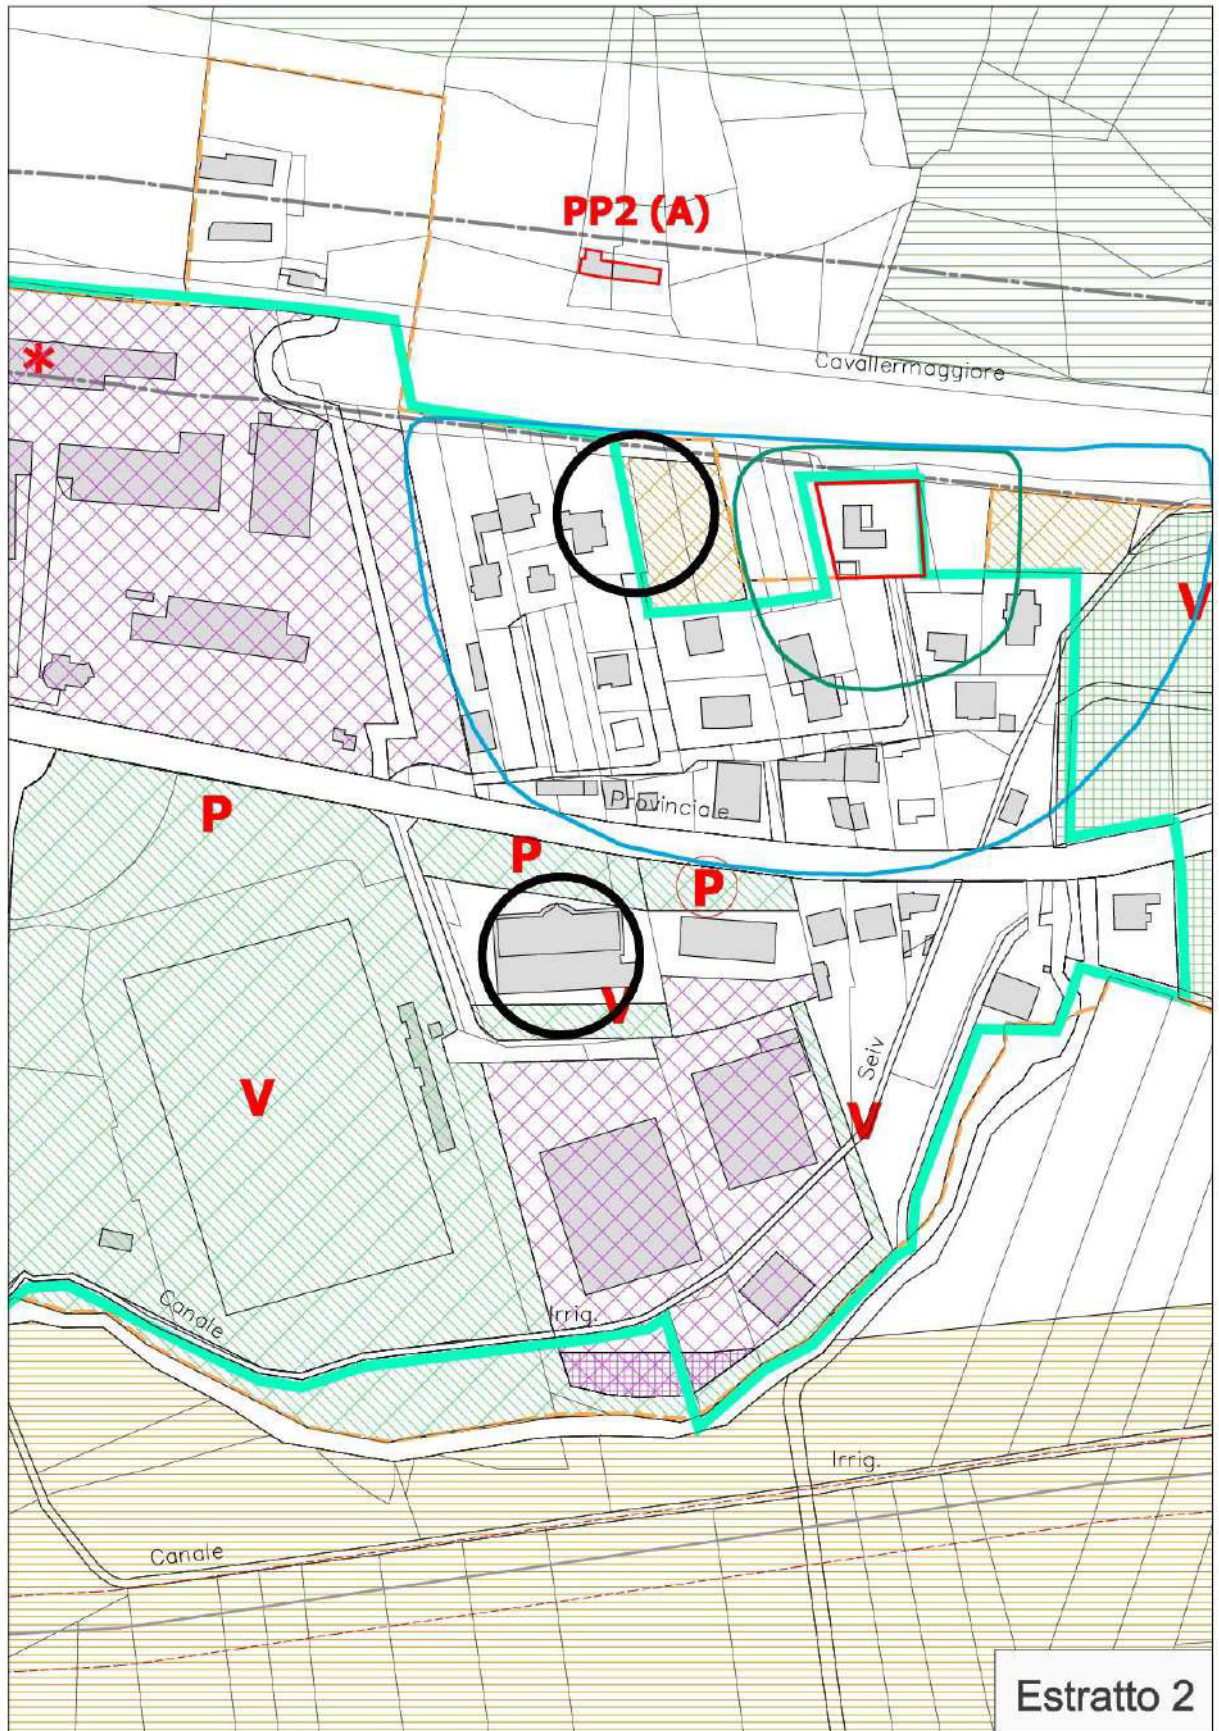 PP2 (A)
*
Cavallermaggiore
V
P
Provinciale
P
P
V
Seiv
V
V
Canale
Irrig.
Irrig.
Canale
Estratto 2